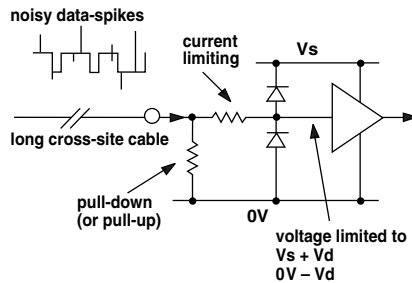 noisy data-spikes
current
limiting
Vs
long cross-site cable
pull-down
(or pull-up)
0V
voltage limited to
Vs + Vd
0V – Vd